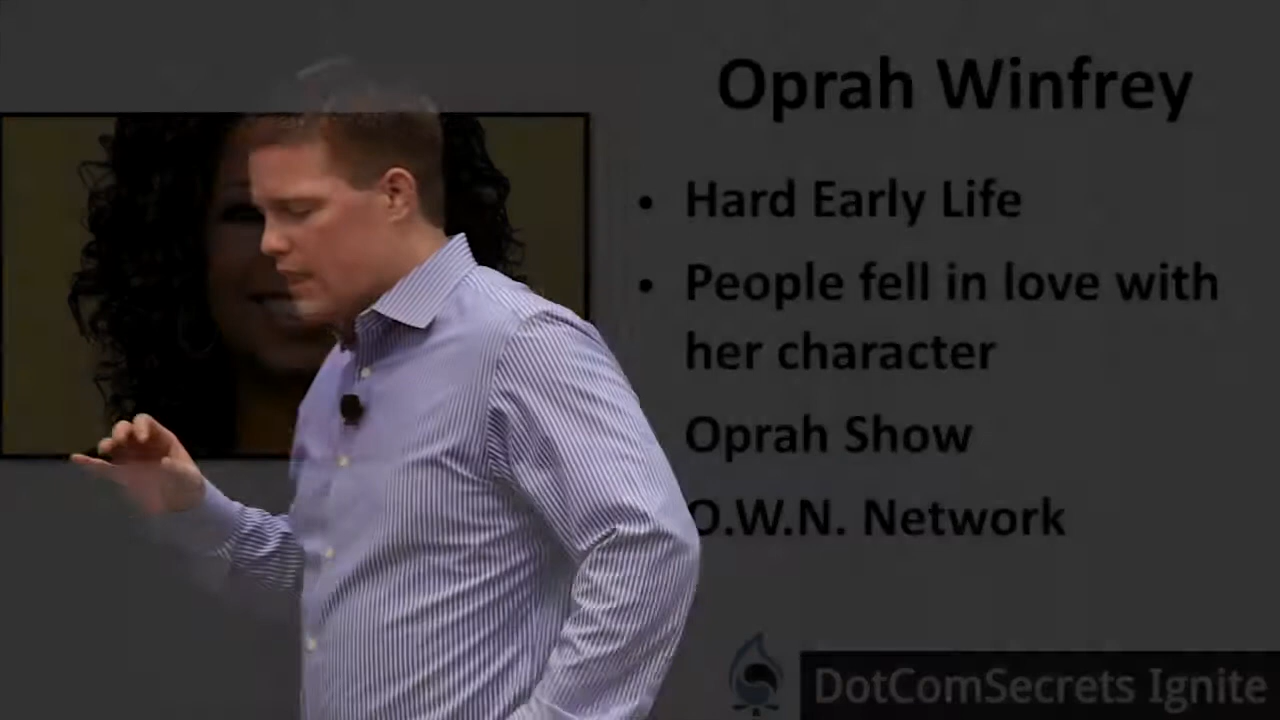 Oprah Winfrey
• Hard Early Life
• People fell in love with
her character
Oprah Show
O.W.N. Network
DotComSecrets Ignite